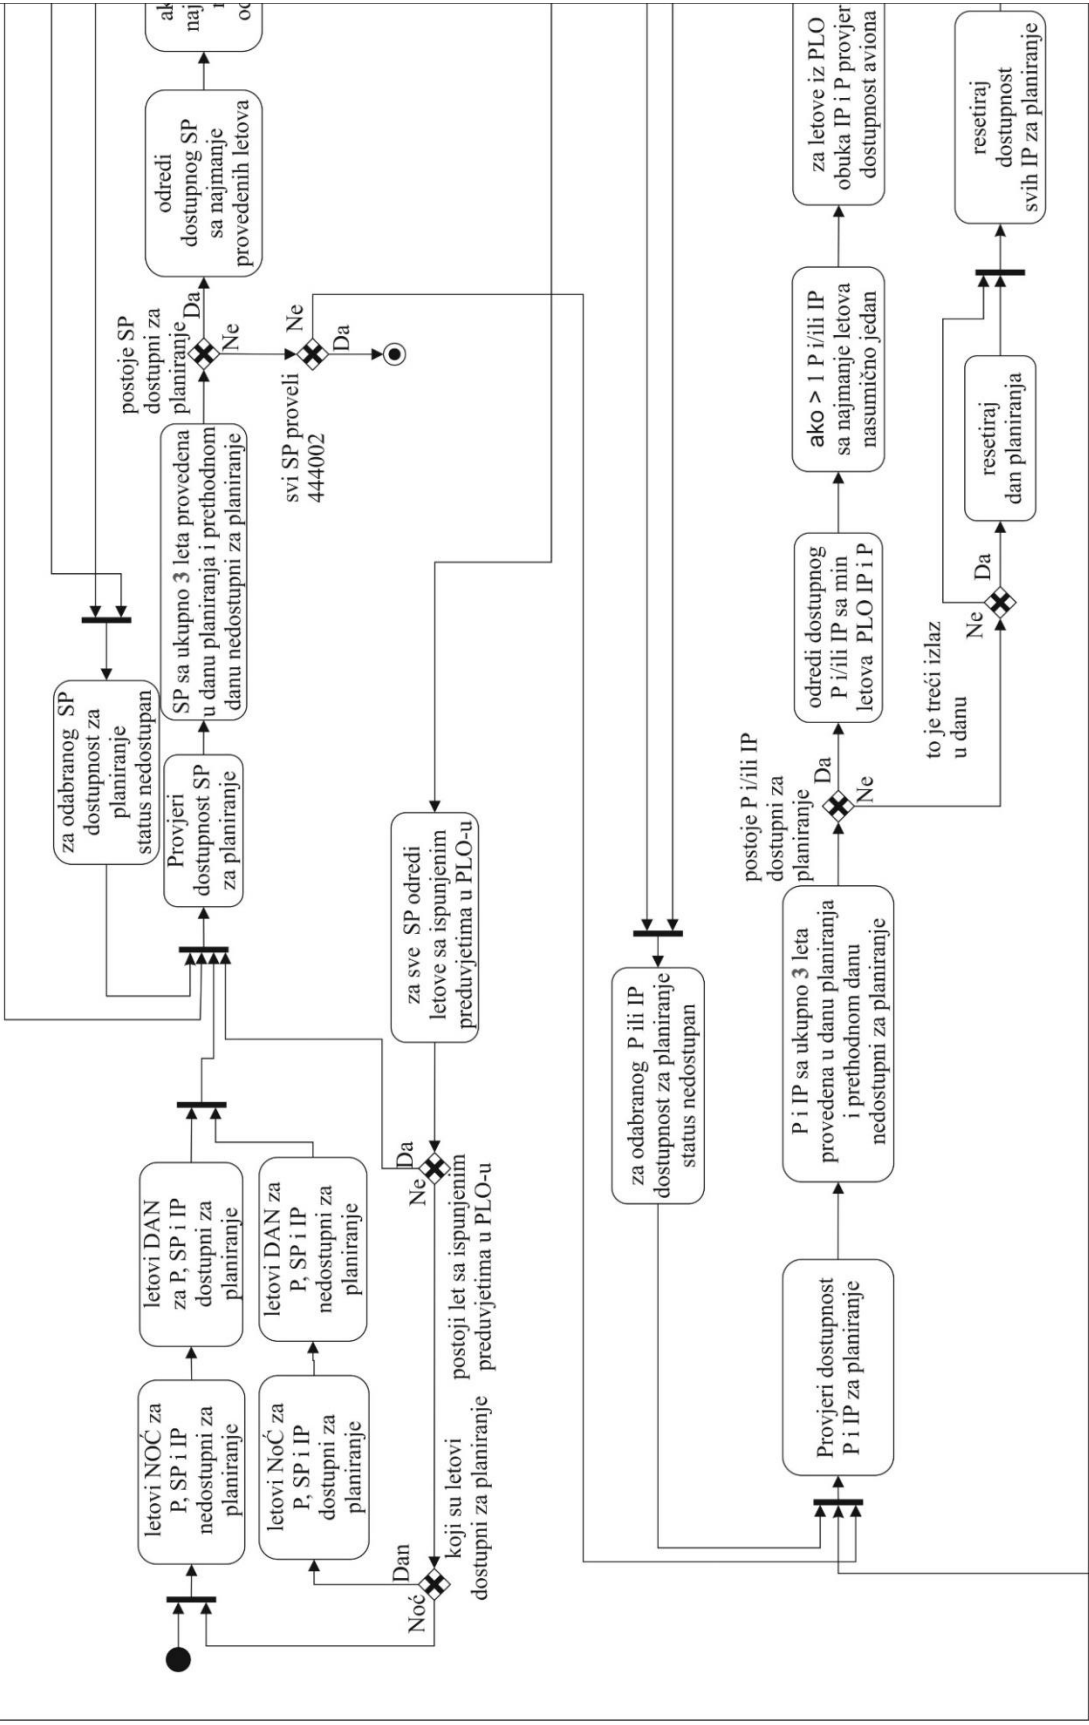 letovi NOĆ za
P, SP i IP
nedostupni za
planiranje
letovi DAN
za P, SP i IP
dostupni za
planiranje
letovi NoĆ za
P, SP i IP
dostupni za
planiranje
letovi DAN za
P, SP i IP
nedostupni za
planiranje
Noć
Dan
koji su letovi
dostupni za planiranje
Ne
Da
postoji let sa ispunjenim
preduvjetima u PLO-u
za sve SP odredi
letove sa ispunjenim
preduvjetima u PLO-u
za odabranog SP
dostupnost za
planiranje
status nedostupan
Provjeri
dostupnost SP
za planiranje
SP sa ukupno 3 leta provedena
u danu planiranja i prethodnom
danu nedostupni za planiranje
postoje SP
dostupni za
planiranje
Da
Ne
odredi
dostupnog SP
sa najmanje
provedenih letova
ak
naj
od
svi SP proveli
444002
Ne
Da
za odabranog P ili IP
dostupnost za planiranje
status nedostupan
Provjeri dostupnost
P i IP za planiranje
P i IP sa ukupno 3 leta
provedena u danu planiranja
i prethodnom danu
nedostupni za planiranje
postoje P i/ili IP
dostupni za
planiranje
Da
Ne
odredi dostupnog
P i/ili IP sa min
letova PLO IP i P
ako > 1 P i/ili IP
sa najmanje letova
nasumično jedan
za letove iz PLO
obuka IP i P provjer
dostupnost aviona
to je treći izlaz
u danu
Ne
Da
resetiraj
dan planiranja
resetiraj
dostupnost
svih IP za planiranje